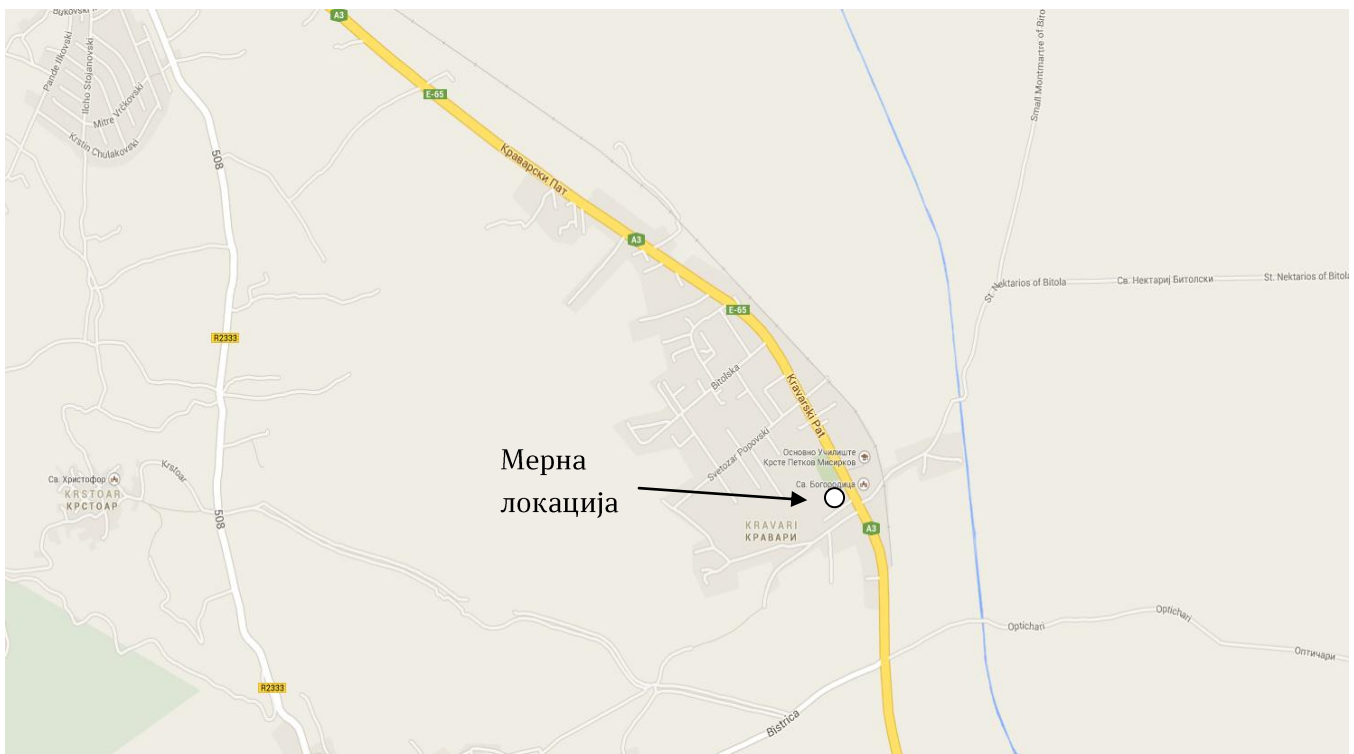 Bukovski
A3
Pande Ilkovski
Ilcho Stojanovski
Mitre Vrčkovski
Krstin Chulakovski
508
E-65
Краварски Пат
A3
Small Montmartre of Bito
St. Nektarios of Bitola
Св. Нектариј Битолски
St. Nektarios of Bitola
E-65
R2333
Bitolska
Kravarski Pat
Svetozar Popovski
Основно Училиште
Крсте Петков Мисирков
Св. Богородица
Мерна
локација
Св. Христофор
Krstoar
KRSTOAR
КРСТОАР
508
KRAVARI
КРАВАРИ
A3
Optichari
Optichari
Оптичари
R2333
Bistrica